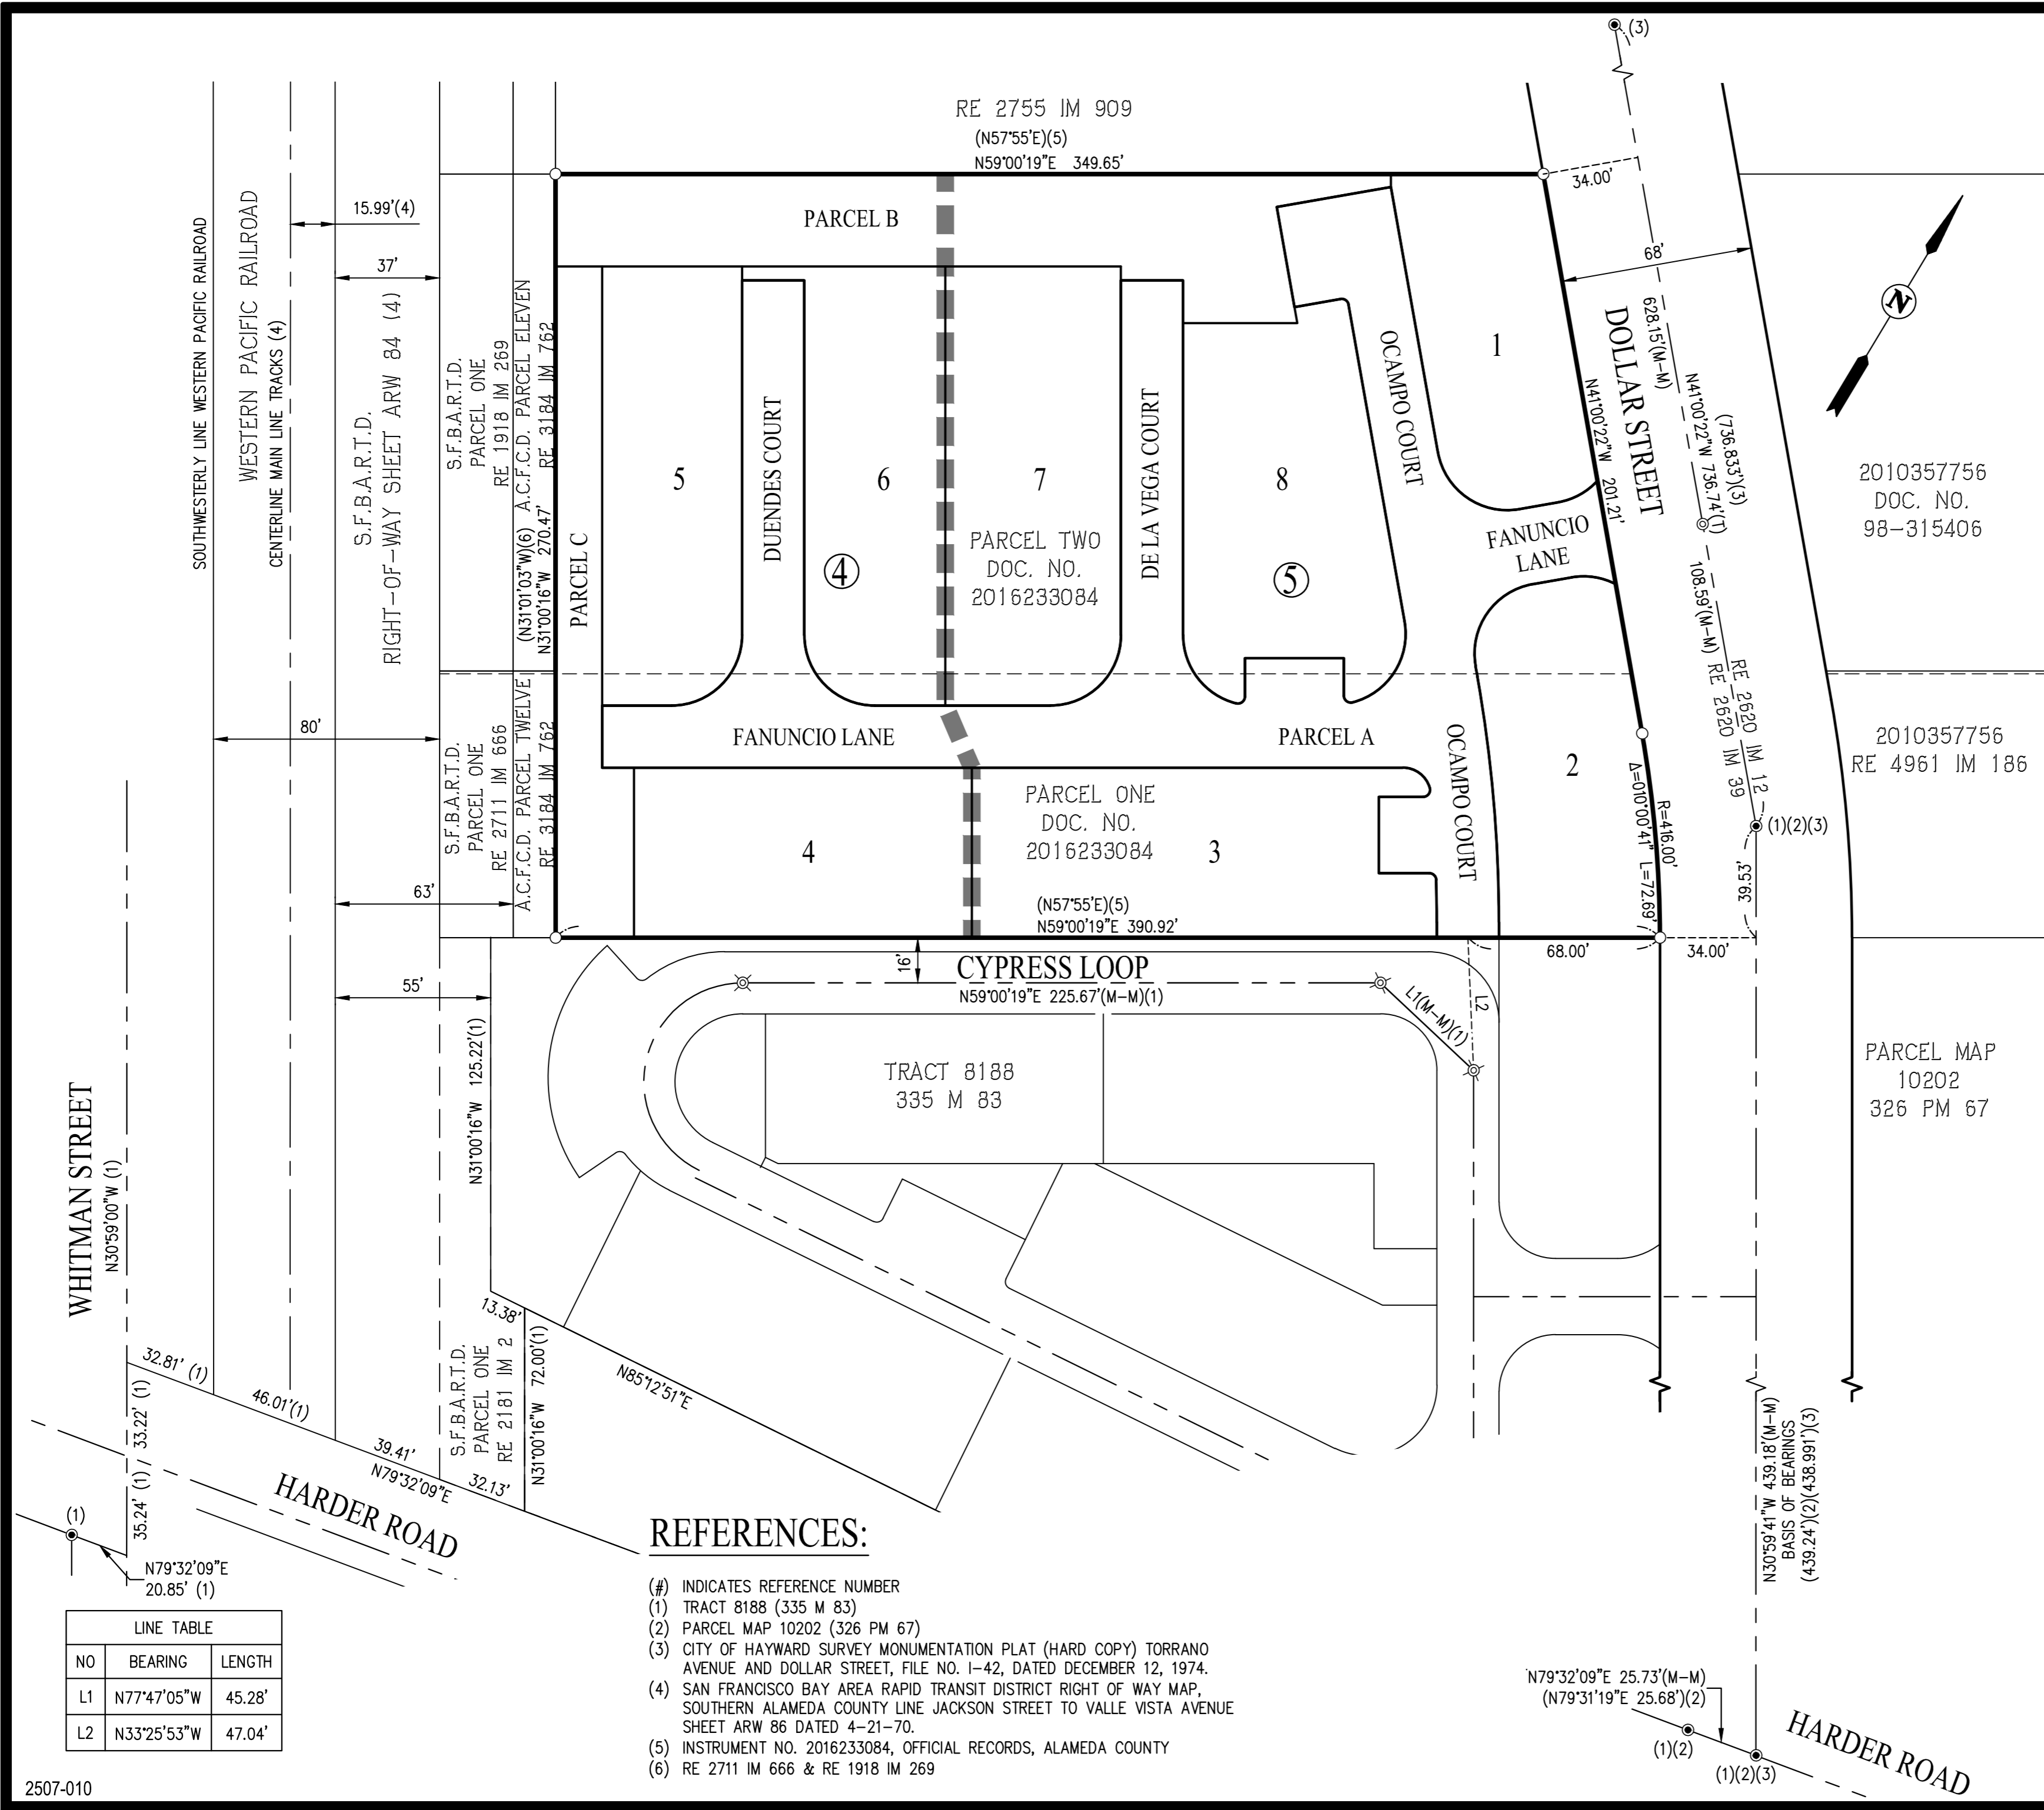 (3)
RE 2755 IM 909
(N57°55'E)(5)
N59°00'19"E 349.65'
34.00'
68'
15.99'(4)
37'
SOUTHWESTERLY LINE WESTERN PACIFIC RAILROAD
WESTERN PACIFIC RAILROAD
CENTERLINE MAIN LINE TRACKS (4)
S.F.B.A.R.T.D.
RIGHT-OF-WAY SHEET ARW 84 (4)
S.F.B.A.R.T.D.
PARCEL ONE
RE 1918 IM 269
A.C.F.C.D. PARCEL ELEVEN
RE 3184 IM 762
(N31°01'03"W)(6)
N31°00'16"W 270.47'
PARCEL B
PARCEL C
5
DUENDES COURT
6
4
7
PARCEL TWO
DOC. NO.
2016233084
DE LA VEGA COURT
8
5
OCAMPO COURT
1
FANUNCIO
LANE
N41°00'22"W 201.21'
DOLLAR STREET
628.15'(M-M)
N41°00'22"W 736.74'(T)
(736.833')(3)
108.59'(M-M)
RE 2620 IM 39
RE 2620 IM 12
N
2010357756
DOC. NO.
98-315406
2010357756
RE 4961 IM 186
80'
S.F.B.A.R.T.D.
PARCEL ONE
RE 2711 IM 666
A.C.F.C.D. PARCEL TWELVE
RE 3184 IM 762
FANUNCIO LANE
PARCEL A
OCAMPO COURT
2
Δ=010°00'41" L=72.69'
R=416.00'
(1)(2)(3)
39.53'
4
PARCEL ONE
DOC. NO.
2016233084
3
63'
(N57°55'E)(5)
N59°00'19"E 390.92'
68.00'
34.00'
16'
CYPRESS LOOP
N59°00'19"E 225.67'(M-M)(1)
L1(M-M)(1)
L2
55'
N31°00'16"W 125.22'(1)
TRACT 8188
335 M 83
PARCEL MAP
10202
326 PM 67
WHITMAN STREET
N30°59'00"W (1)
13.38'
S.F.B.A.R.T.D.
PARCEL ONE
RE 2181 IM 2
N31°00'16"W 72.00'(1)
N85°12'51"E
32.81' (1)
33.22' (1)
46.01'(1)
39.41'
N79°32'09"E
32.13'
35.24' (1)
HARDER ROAD
(1)
N79°32'09"E
20.85' (1)
N30°59'41"W 439.18'(M-M)
BASIS OF BEARINGS
(439.24')(2)(438.991')(3)
LINE TABLE
NO BEARING LENGTH
L1 N77°47'05"W 45.28'
L2 N33°25'53"W 47.04'
2507-010
REFERENCES:
(#) INDICATES REFERENCE NUMBER
(1) TRACT 8188 (335 M 83)
(2) PARCEL MAP 10202 (326 PM 67)
(3) CITY OF HAYWARD SURVEY MONUMENTATION PLAT (HARD COPY) TORRANO
AVENUE AND DOLLAR STREET, FILE NO. I-42, DATED DECEMBER 12, 1974.
(4) SAN FRANCISCO BAY AREA RAPID TRANSIT DISTRICT RIGHT OF WAY MAP,
SOUTHERN ALAMEDA COUNTY LINE JACKSON STREET TO VALLE VISTA AVENUE
SHEET ARW 86 DATED 4-21-70.
(5) INSTRUMENT NO. 2016233084, OFFICIAL RECORDS, ALAMEDA COUNTY
(6) RE 2711 IM 666 & RE 1918 IM 269
N79°32'09"E 25.73'(M-M)
(N79°31'19"E 25.68')(2)
(1)(2)
(1)(2)(3)
HARDER ROAD